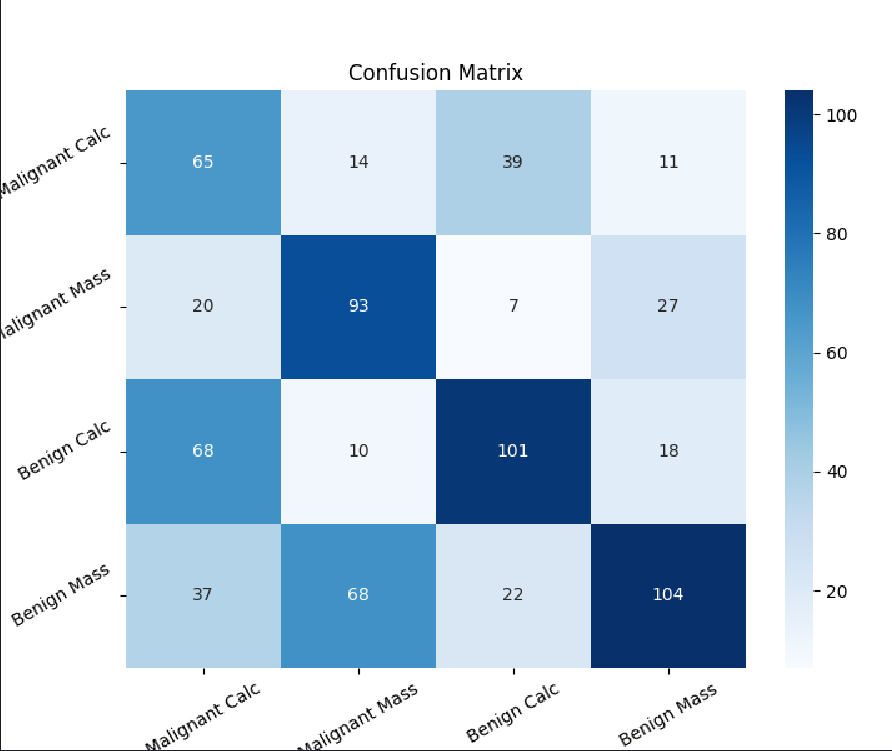 Confusion Matrix
Malignant Calc
65 14 39 11
alignant Mass
20 93 7 27
Benign Calc
68 10 101 18
Benign Mass
37 68 22 104
Malignant Calc
Malignant Mass
Benign Calc
Benign Mass
100
80
60
40
20